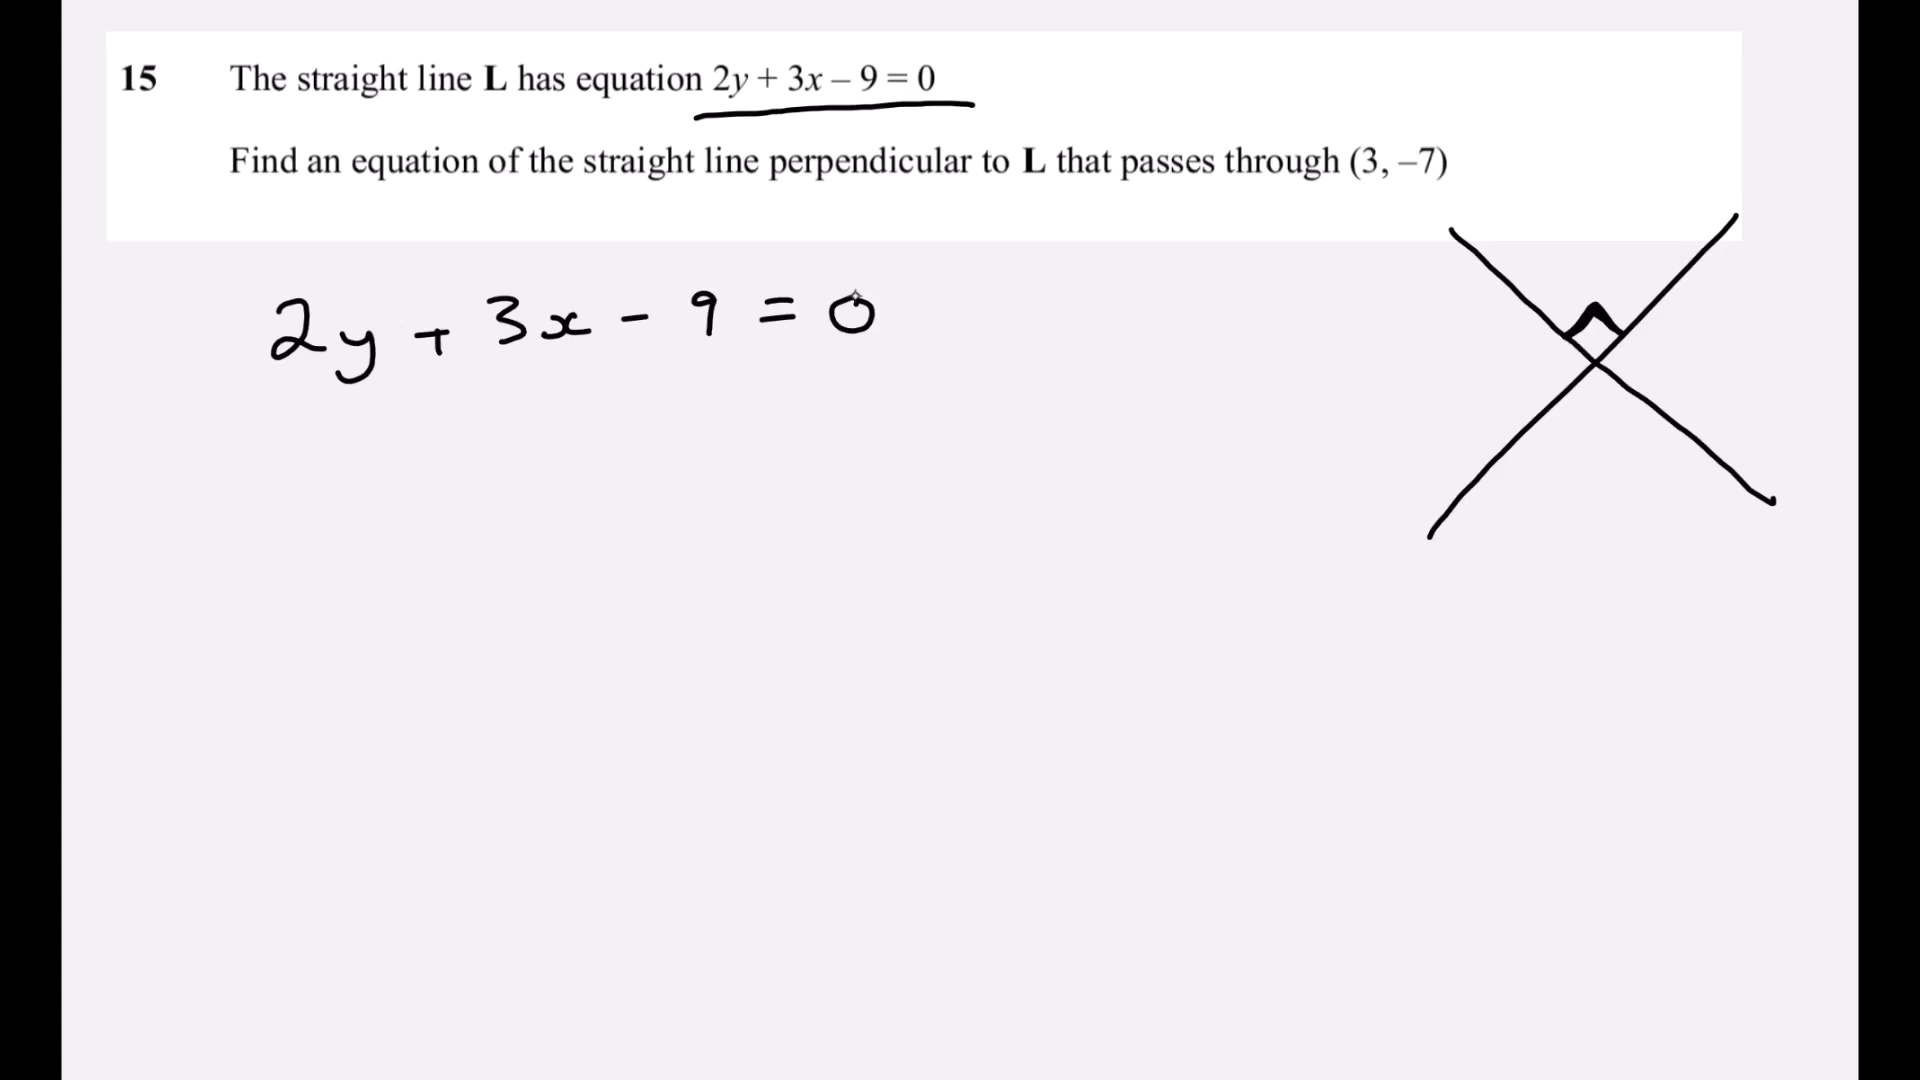 15 The straight line L has equation 2y + 3x – 9 = 0
Find an equation of the straight line perpendicular to L that passes through (3, –7)
2y + 3x - 9 = 0